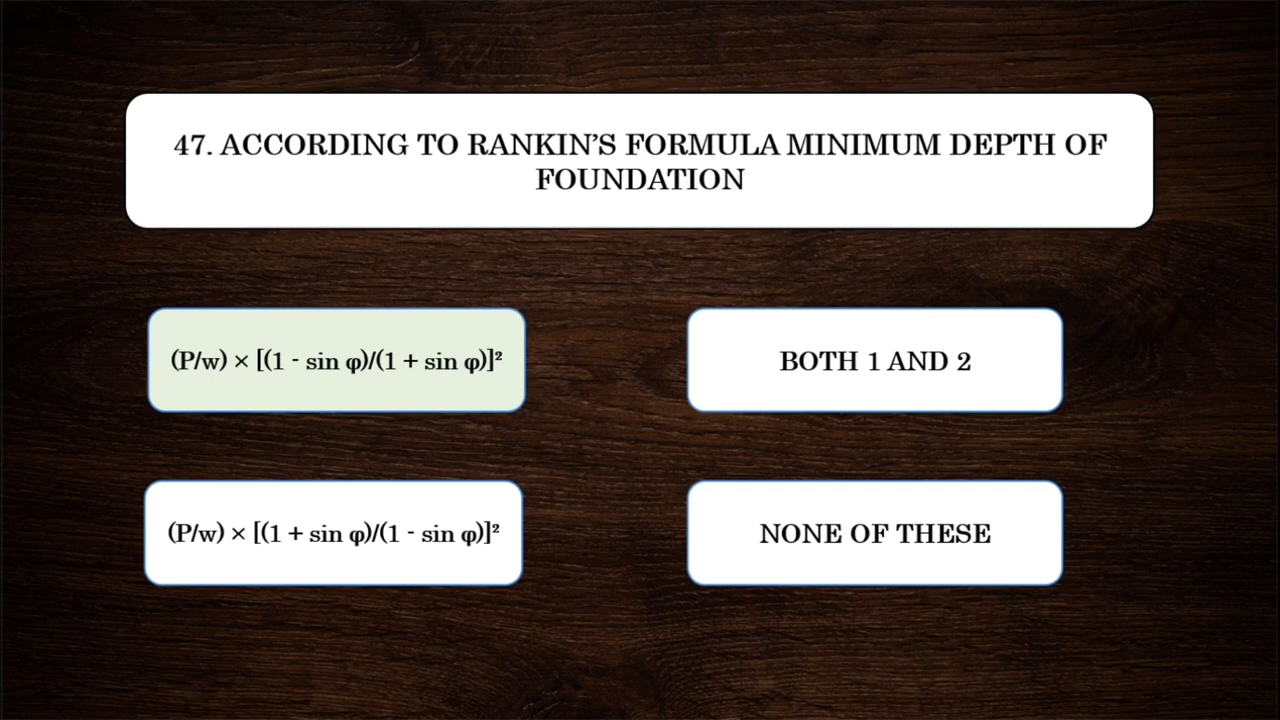 47. ACCORDING TO RANKIN’S FORMULA MINIMUM DEPTH OF
FOUNDATION
(P/w) × [(1 - sin φ)/(1 + sin φ)]²
BOTH 1 AND 2
(P/w) × [(1 + sin φ)/(1 - sin φ)]²
NONE OF THESE